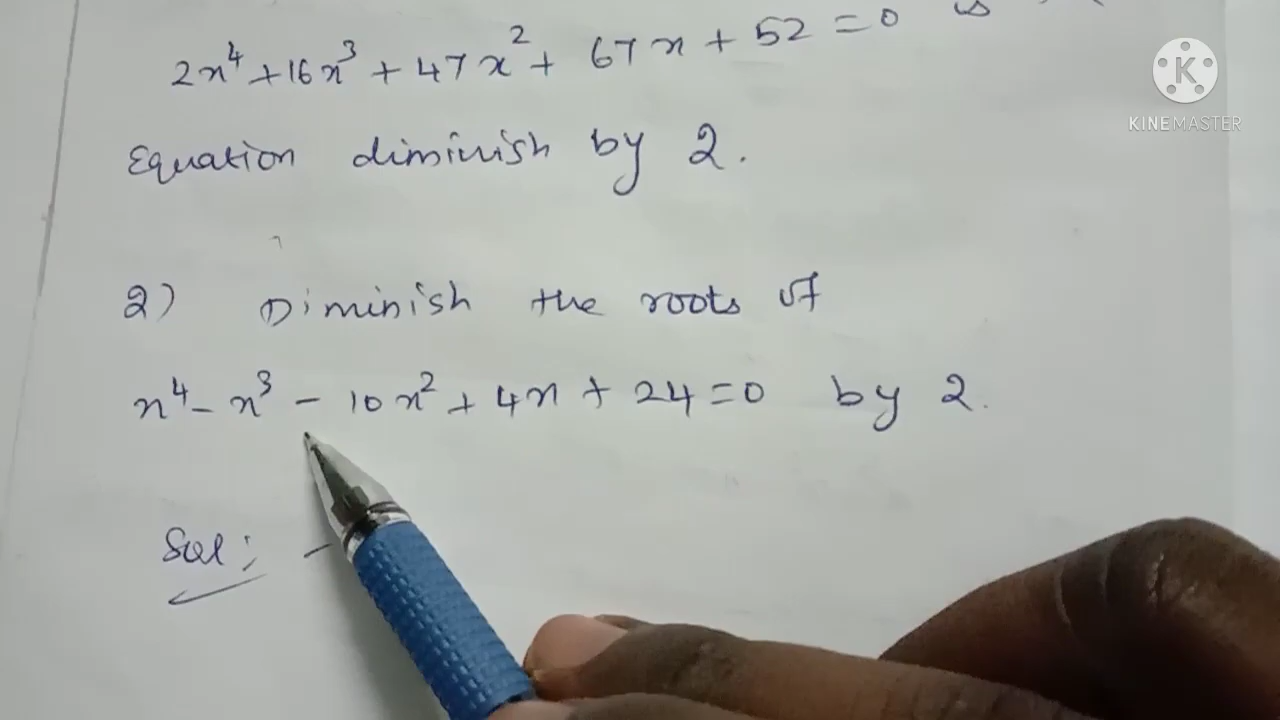 2x⁴ + 16x³ + 47x² + 67x + 52 = 0 is
Equation diminish by 2.
2) Diminish the roots of
x⁴ - x³ - 10x² + 4x + 24 = 0 by 2.
Sol; -
KINEMASTER